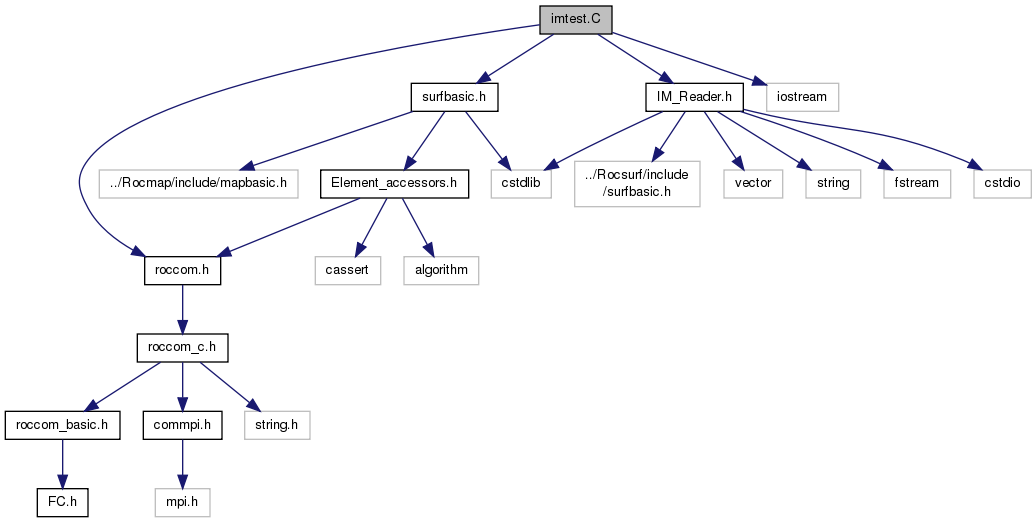 imtest.C
surfbasic.h
IM_Reader.h
iostream
../Rocmap/include/mapbasic.h
Element_accessors.h
cstdlib
../Rocsurf/include
/surfbasic.h
vector
string
fstream
cstdio
roccom.h
cassert
algorithm
roccom_c.h
roccom_basic.h
commpi.h
string.h
FC.h
mpi.h